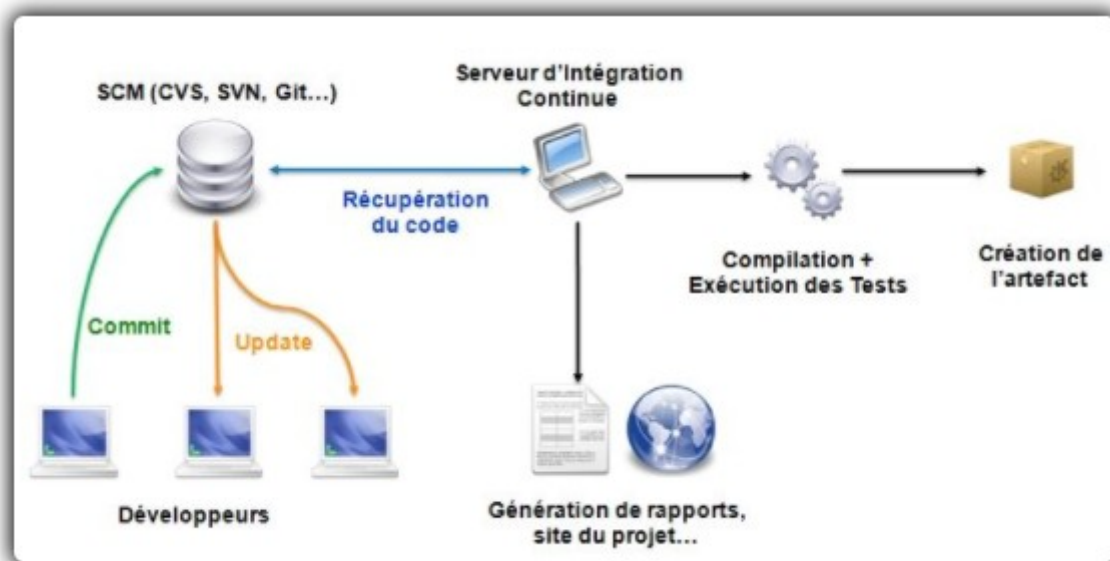 SCM (CVS, SVN, Git...)
Serveur d'Intégration
Continue
Récupération
du code
Compilation +
Exécution des Tests
Création de
l'artefact
Commit
Update
Développeurs
Génération de rapports,
site du projet...